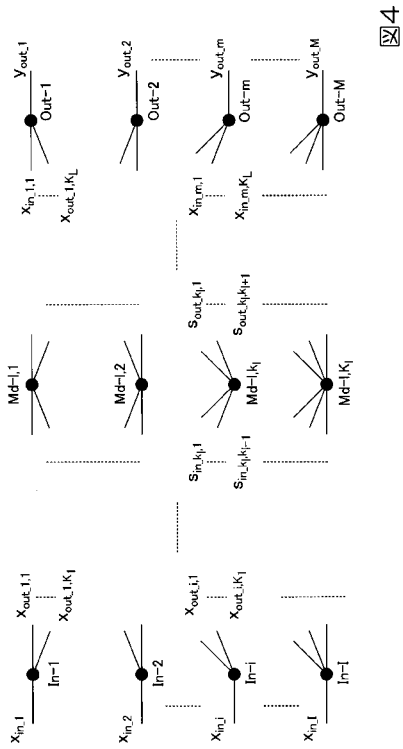 x_in_1
In-1
x_out_1,1
x_out_1,K_1
x_in_2
In-2
x_in_i
In-i
x_out_i,1
x_out_i,K_1
x_in_I
In-I
Md-l,1
Md-l,2
s_in_k_l,1
s_in_k_l,k_l-1
Md-l,k_l
s_out_k_l,1
s_out_k_l,k_l+1
Md-l,K_l
x_in_1,1
x_out_1,K_L
Out-1
y_out_1
Out-2
y_out_2
x_in_m,1
x_in_m,K_L
Out-m
y_out_m
Out-M
y_out_M
図4